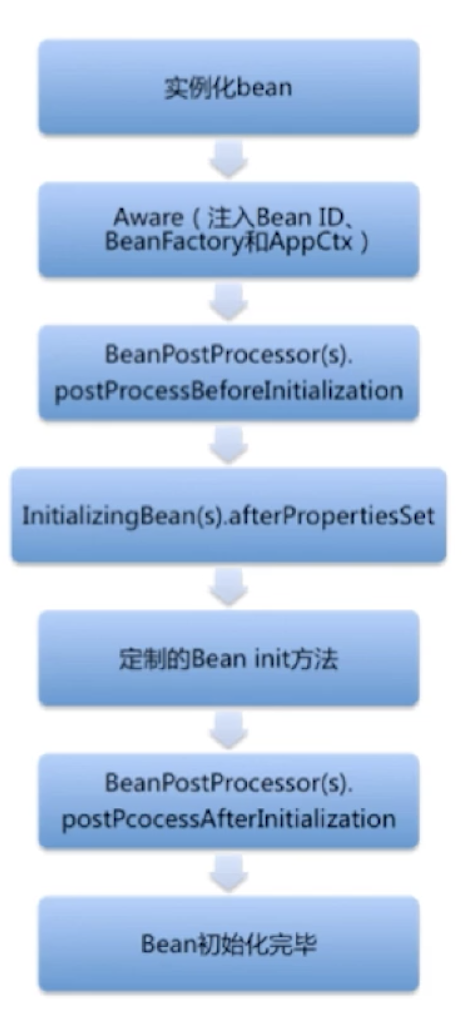 实例化bean
Aware（注入Bean ID、
BeanFactory和AppCtx）
BeanPostProcessor(s).
postProcessBeforeInitialization
InitializingBean(s).afterPropertiesSet
定制的Bean init方法
BeanPostProcessor(s).
postPcocessAfterInitialization
Bean初始化完毕